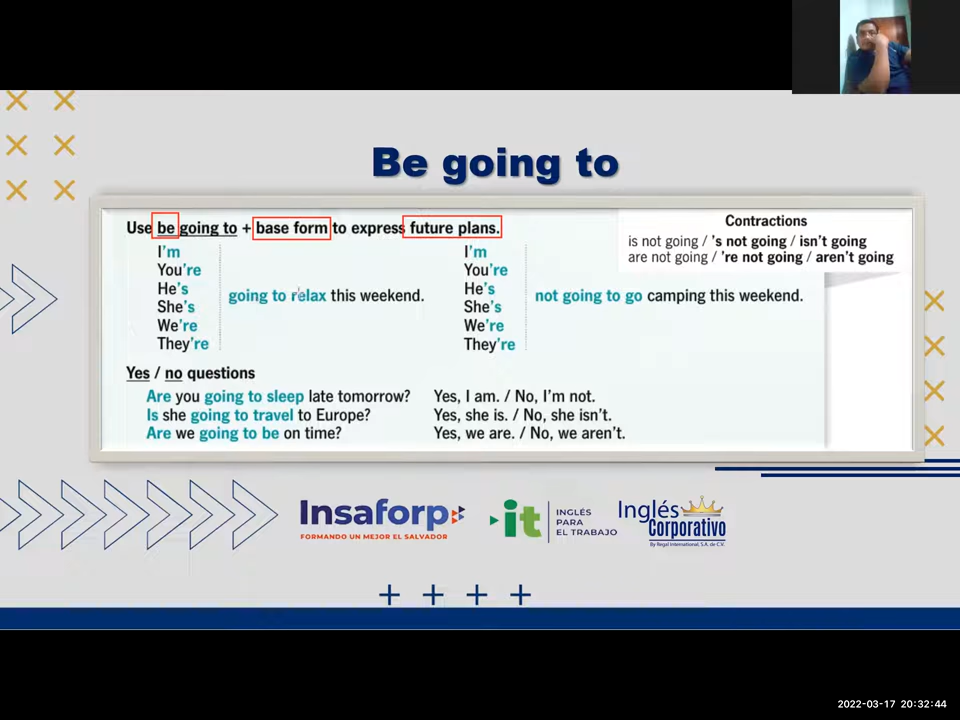 Be going to
Use be going to + base form to express future plans.
I'm
You're
He's
She's
We're
They're
going to relax this weekend.
I'm
You're
He's
She's
We're
They're
not going to go camping this weekend.
Contractions
is not going / 's not going / isn't going
are not going / 're not going / aren't going
Yes / no questions
Are you going to sleep late tomorrow? Yes, I am. / No, I'm not.
Is she going to travel to Europe? Yes, she is. / No, she isn't.
Are we going to be on time? Yes, we are. / No, we aren't.
Insaforp
FORMANDO UN MEJOR EL SALVADOR
it
INGLÉS
PARA
EL TRABAJO
Inglés
Corporativo
By Regal International, S.A. de C.V.
2022-03-17 20:32:44